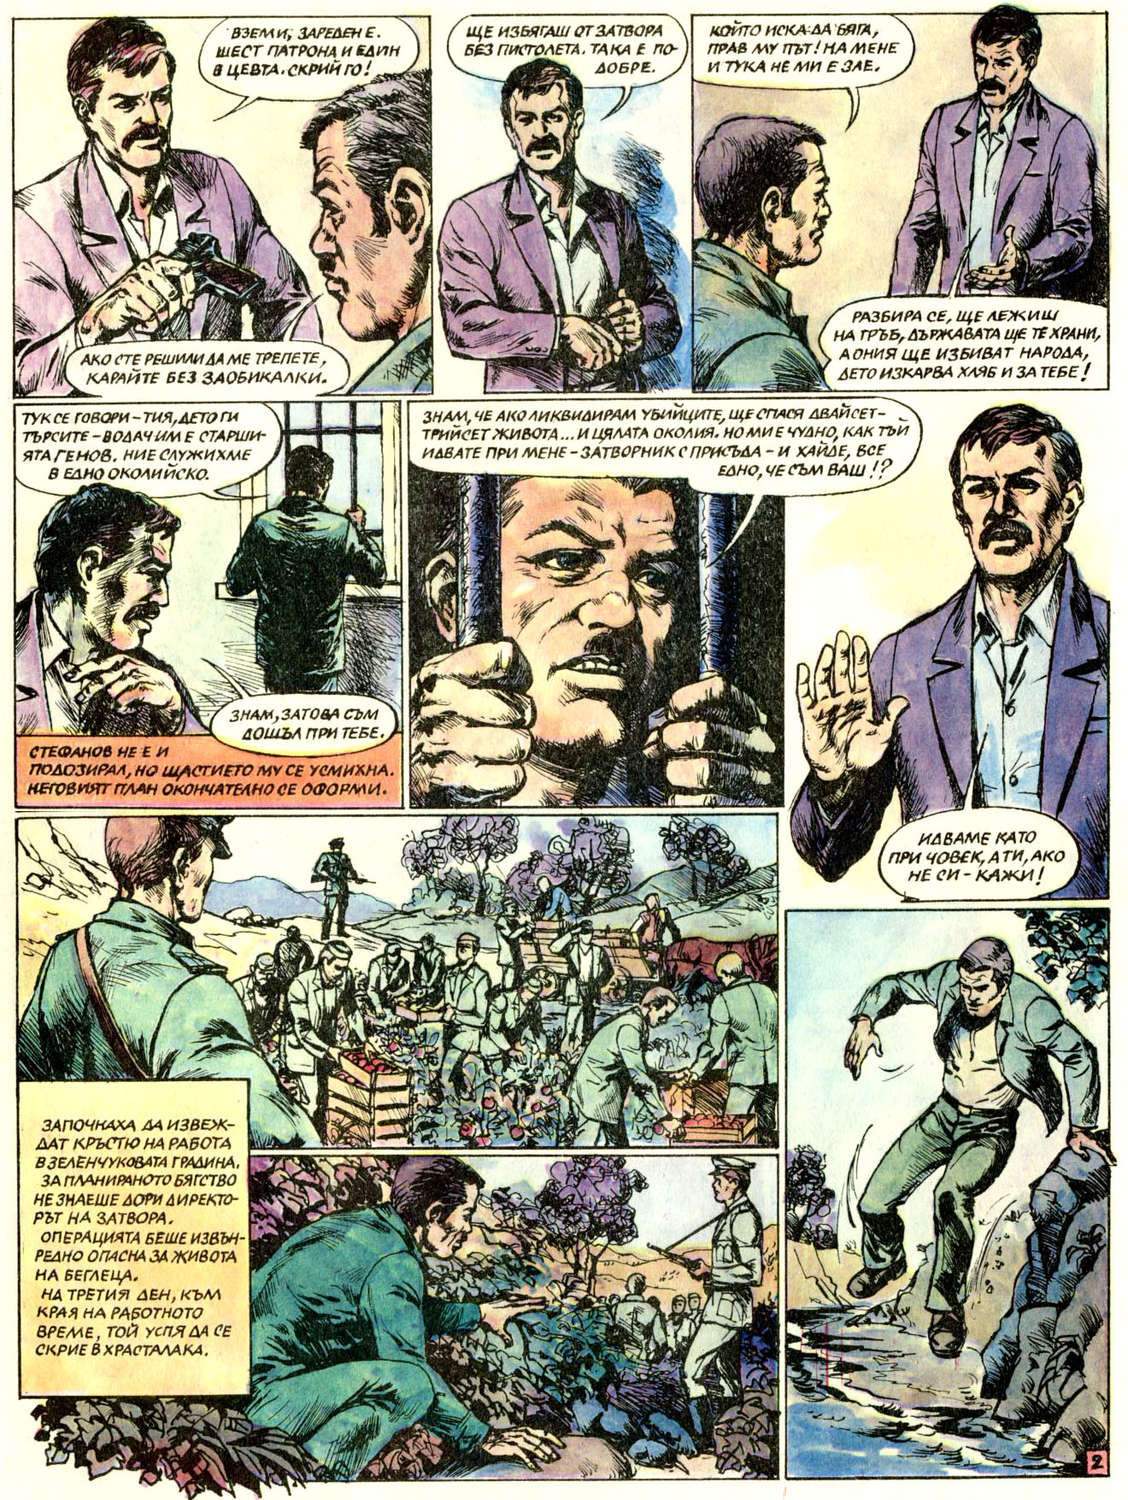 ВЗЕМИ, ЗАРЕДЕН Е.
ШЕСТ ПАТРОНА И ЕДИН
В ЦЕВТА. СКРИЙ ГО!
АКО СТЕ РЕШИЛИ ДА МЕ ТРЕПЕТЕ,
КАРАЙТЕ БЕЗ ЗАОБИКАЛКИ.
ЩЕ ИЗБЯГАШ ОТ ЗАТВОРА
БЕЗ ПИСТОЛЕТА. ТАКА Е ПО-
ДОБРЕ.
КОЙТО ИСКА ДА БЯГА,
ПРАВ МУ ПЪТ! НА МЕНЕ
И ТУКА НЕ МИ Е ЗЛЕ.
РАЗБИРА СЕ, ЩЕ ЛЕЖИШ
НА ГРЪБ, ДЪРЖАВАТА ЩЕ ТЕ ХРАНИ,
А ОНИЯ ЩЕ ИЗБИВАТ НАРОДА,
ДЕТО ИЗКАРВА ХЛЯБ И ЗА ТЕБЕ!
ТУК СЕ ГОВОРИ - ТИЯ, ДЕТО ГИ
ТЪРСИТЕ - ВОДАЧ ИМ Е СТАРШИ-
ЯТА ГЕНОВ. НИЕ СЛУЖИХМЕ
В ЕДНО ОКОЛИЙСКО.
ЗНАМ, ЗАТОВА СЪМ
ДОШЪЛ ПРИ ТЕБЕ.
СТЕФАНОВ НЕ Е И
ПОДОЗИРАЛ, НО ЩАСТИЕТО МУ СЕ УСМИХНА.
НЕГОВИЯТ ПЛАН ОКОНЧАТЕЛНО СЕ ОФОРМИ.
ЗНАМ, ЧЕ АКО ЛИКВИДИРАМ УБИЙЦИТЕ, ЩЕ СПАСЯ ДВАЙСЕТ-
ТРИЙСЕТ ЖИВОТА... И ЦЯЛАТА ОКОЛИЯ. НО МИ Е ЧУДНО, КАК ТЪЙ
ИДВАТЕ ПРИ МЕНЕ - ЗАТВОРНИК С ПРИСЪДА - И ХАЙДЕ, ВСЕ
ЕДНО, ЧЕ СЪМ ВАШ!?
ИДВАМЕ КАТО
ПРИ ЧОВЕК, А ТИ, АКО
НЕ СИ - КАЖИ!
ЗАПОЧНАХА ДА ИЗВЕЖ-
ДАТ КРЪСТЮ НА РАБОТА
В ЗЕЛЕНЧУКОВАТА ГРАДИНА.
ЗА ПЛАНИРАНОТО БЯГСТВО
НЕ ЗНАЕШЕ ДОРИ ДИРЕКТО-
РЪТ НА ЗАТВОРА.
ОПЕРАЦИЯТА БЕШЕ ИЗВЪН-
РЕДНО ОПАСНА ЗА ЖИВОТА
НА БЕГЛЕЦА.
НА ТРЕТИЯ ДЕН, КЪМ
КРАЯ НА РАБОТНОТО
ВРЕМЕ, ТОЙ УСПЯ ДА СЕ
СКРИЕ В ХРАСТАЛАКА.
2